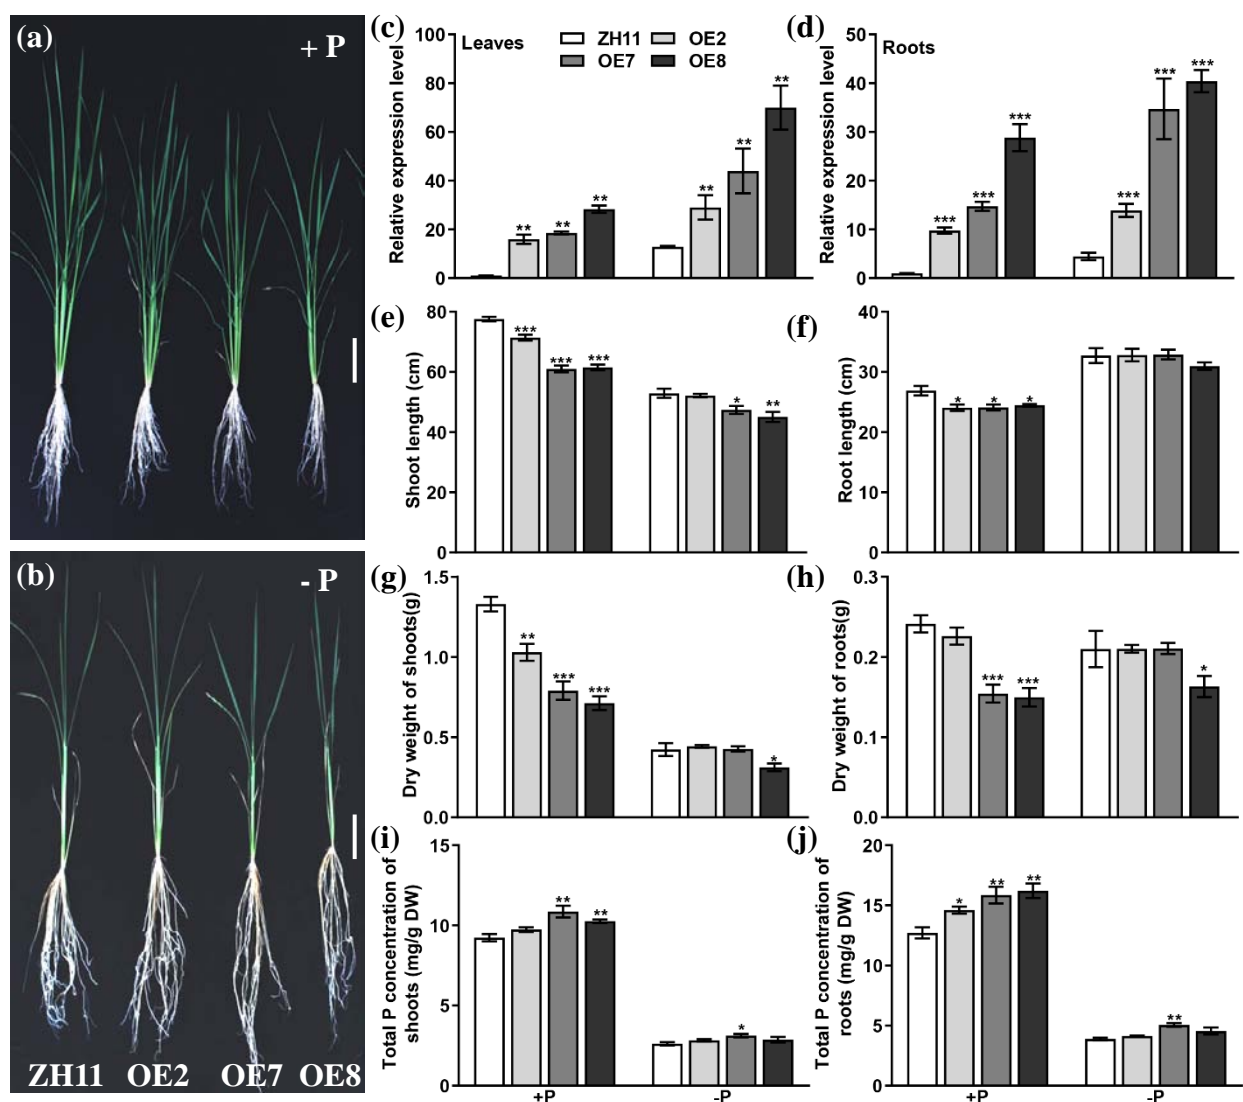 (a)
+ P
(b)
- P
ZH11 OE2 OE7 OE8
(c)
Relative expression level
100
80
60
40
20
0
Leaves
ZH11 OE2
OE7 OE8
** ** ** ** ** **
(d)
Relative expression level
50
40
30
20
10
0
Roots
*** *** *** *** *** ***
(e)
Shoot length (cm)
80
60
40
20
0
*** *** *** * **
(f)
Root length (cm)
40
30
20
10
0
* * *
(g)
Dry weight of shoots(g)
1.5
1.0
0.5
0.0
** *** *** *
(h)
Dry weight of roots(g)
0.3
0.2
0.1
0.0
*** *** *
(i)
Total P concentration of
shoots (mg/g DW)
15
10
5
0
** ** *
+P -P
(j)
Total P concentration of
roots (mg/g DW)
20
15
10
5
0
* ** ** **
+P -P